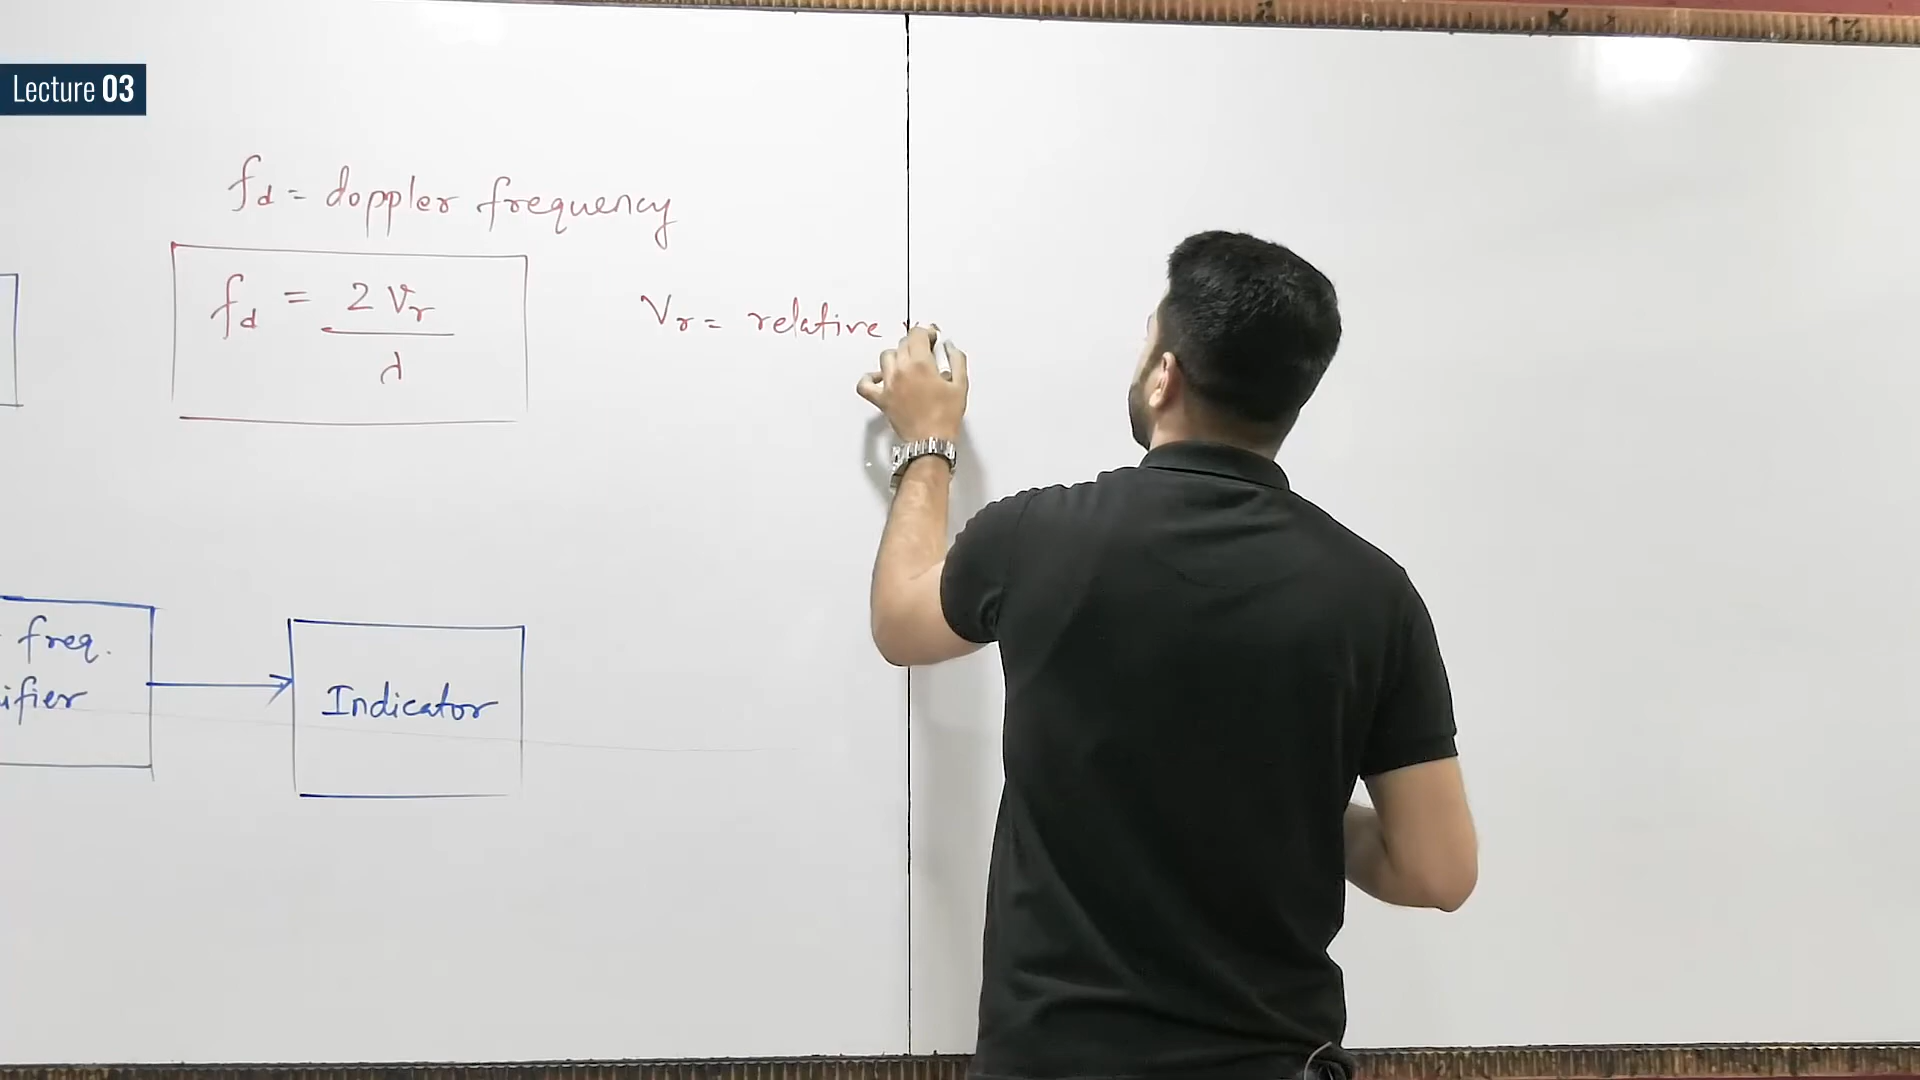 Lecture 03
fd = doppler frequency
fd = 2 Vr
λ
Vr = relative
freq.
ifier
Indicator